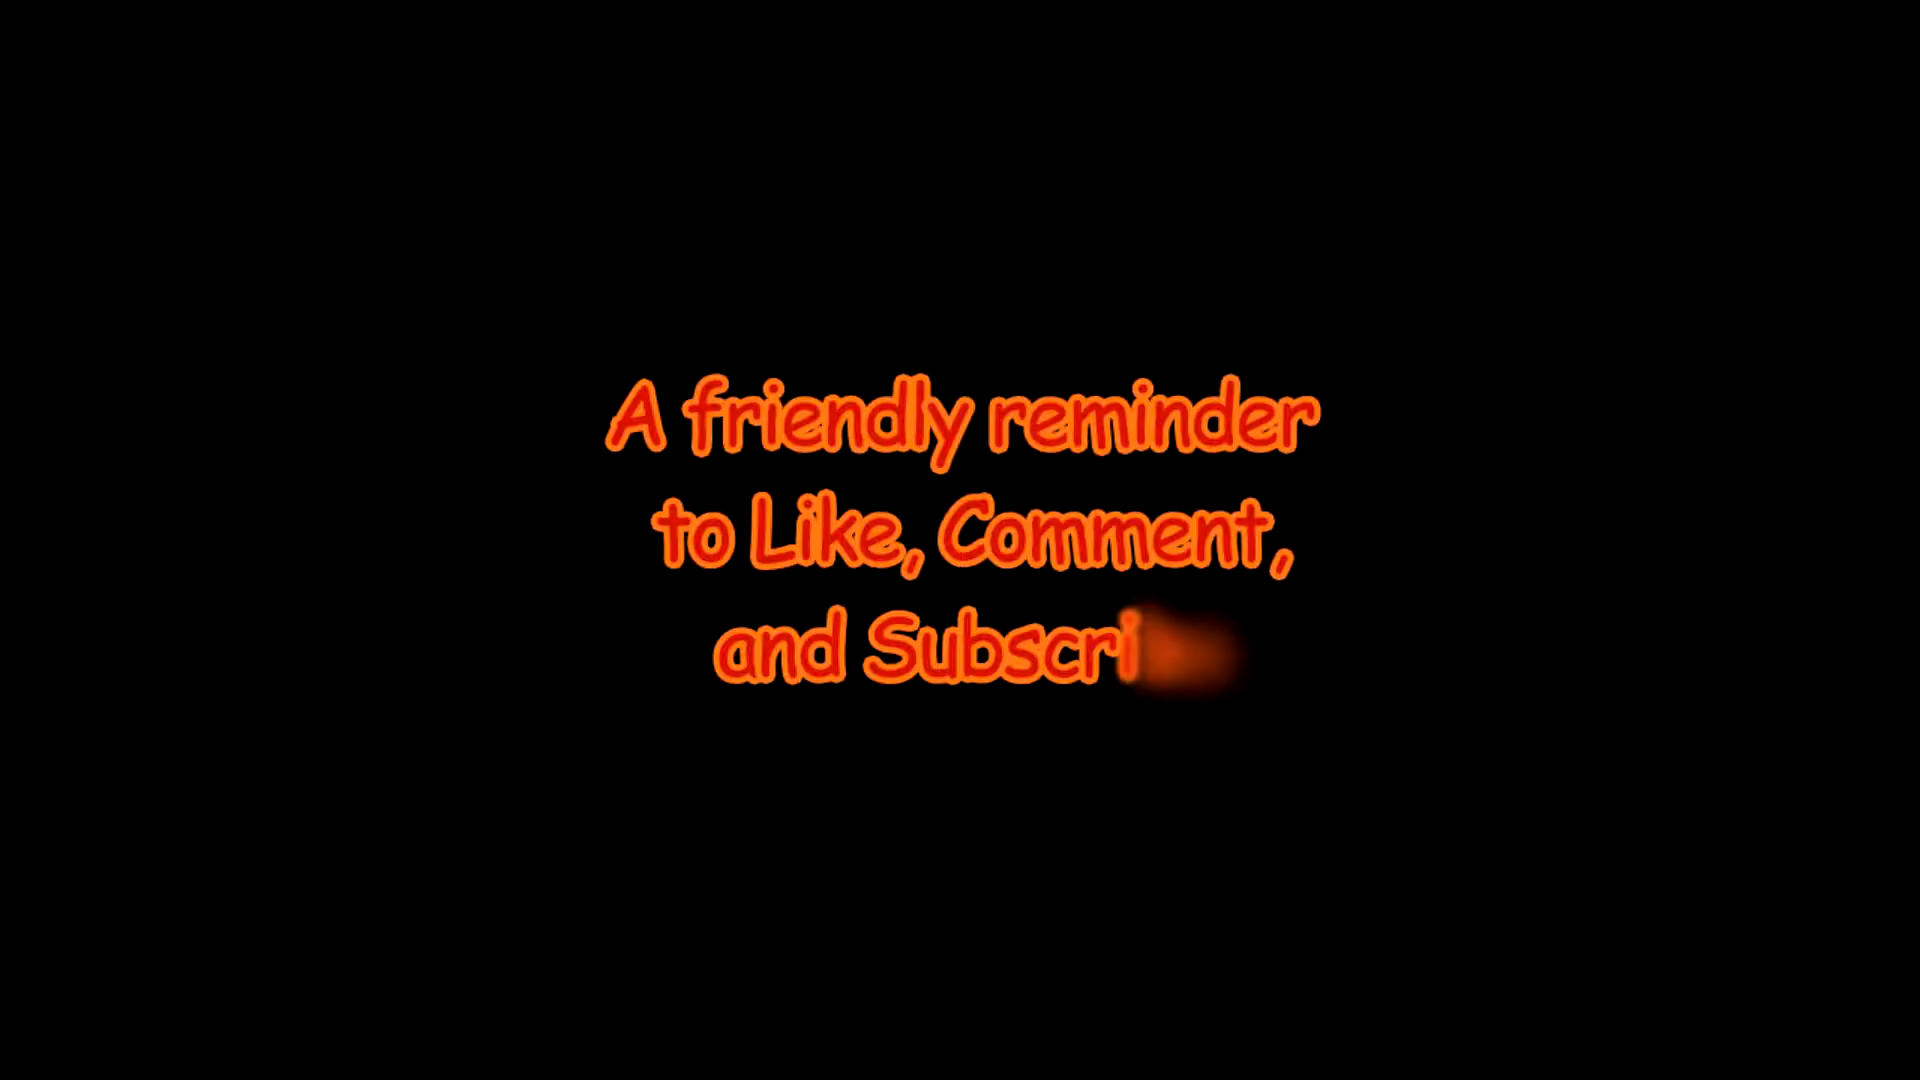 A friendly reminder
to Like, Comment,
and Subscri